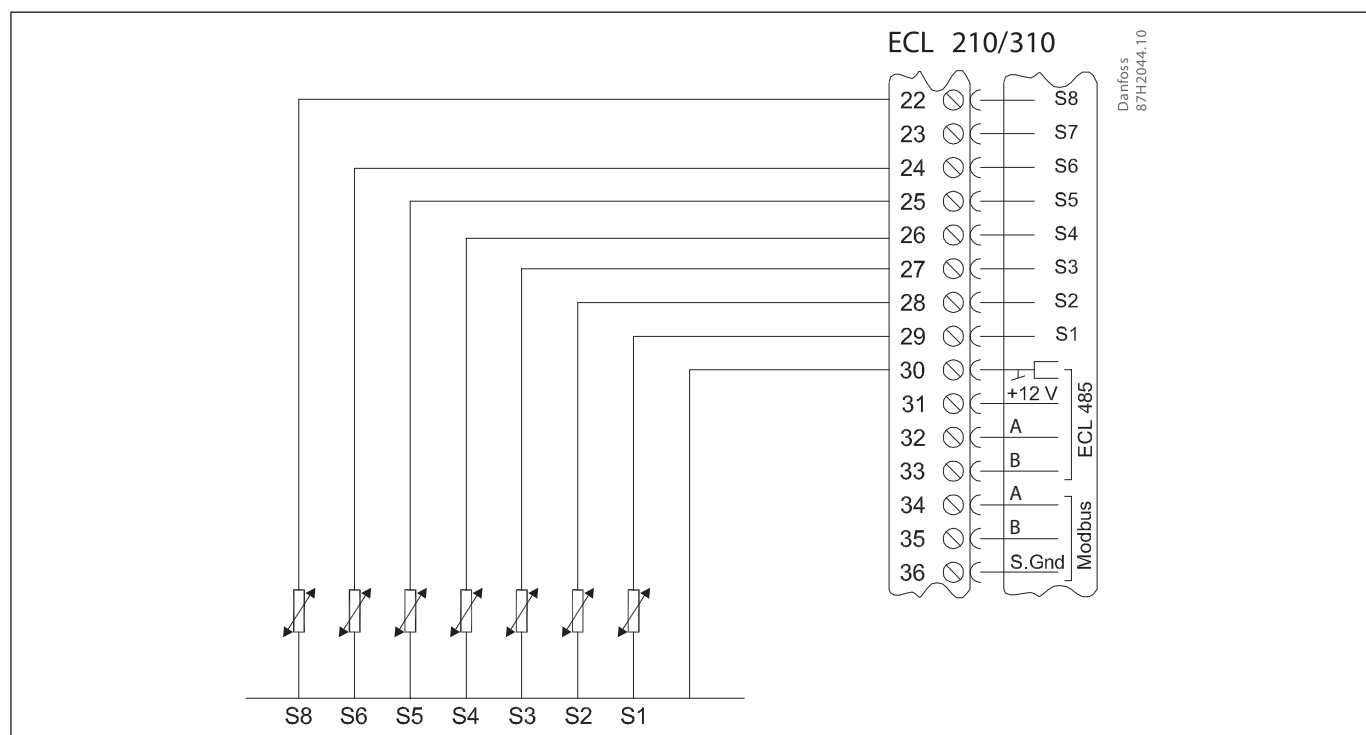 ECL 210/310
Danfoss
87H2044.10
22 S8
23 S7
24 S6
25 S5
26 S4
27 S3
28 S2
29 S1
30
31 +12 V
32 A
33 B
ECL 485
34 A
35 B
36 S.Gnd
Modbus
S8 S6 S5 S4 S3 S2 S1